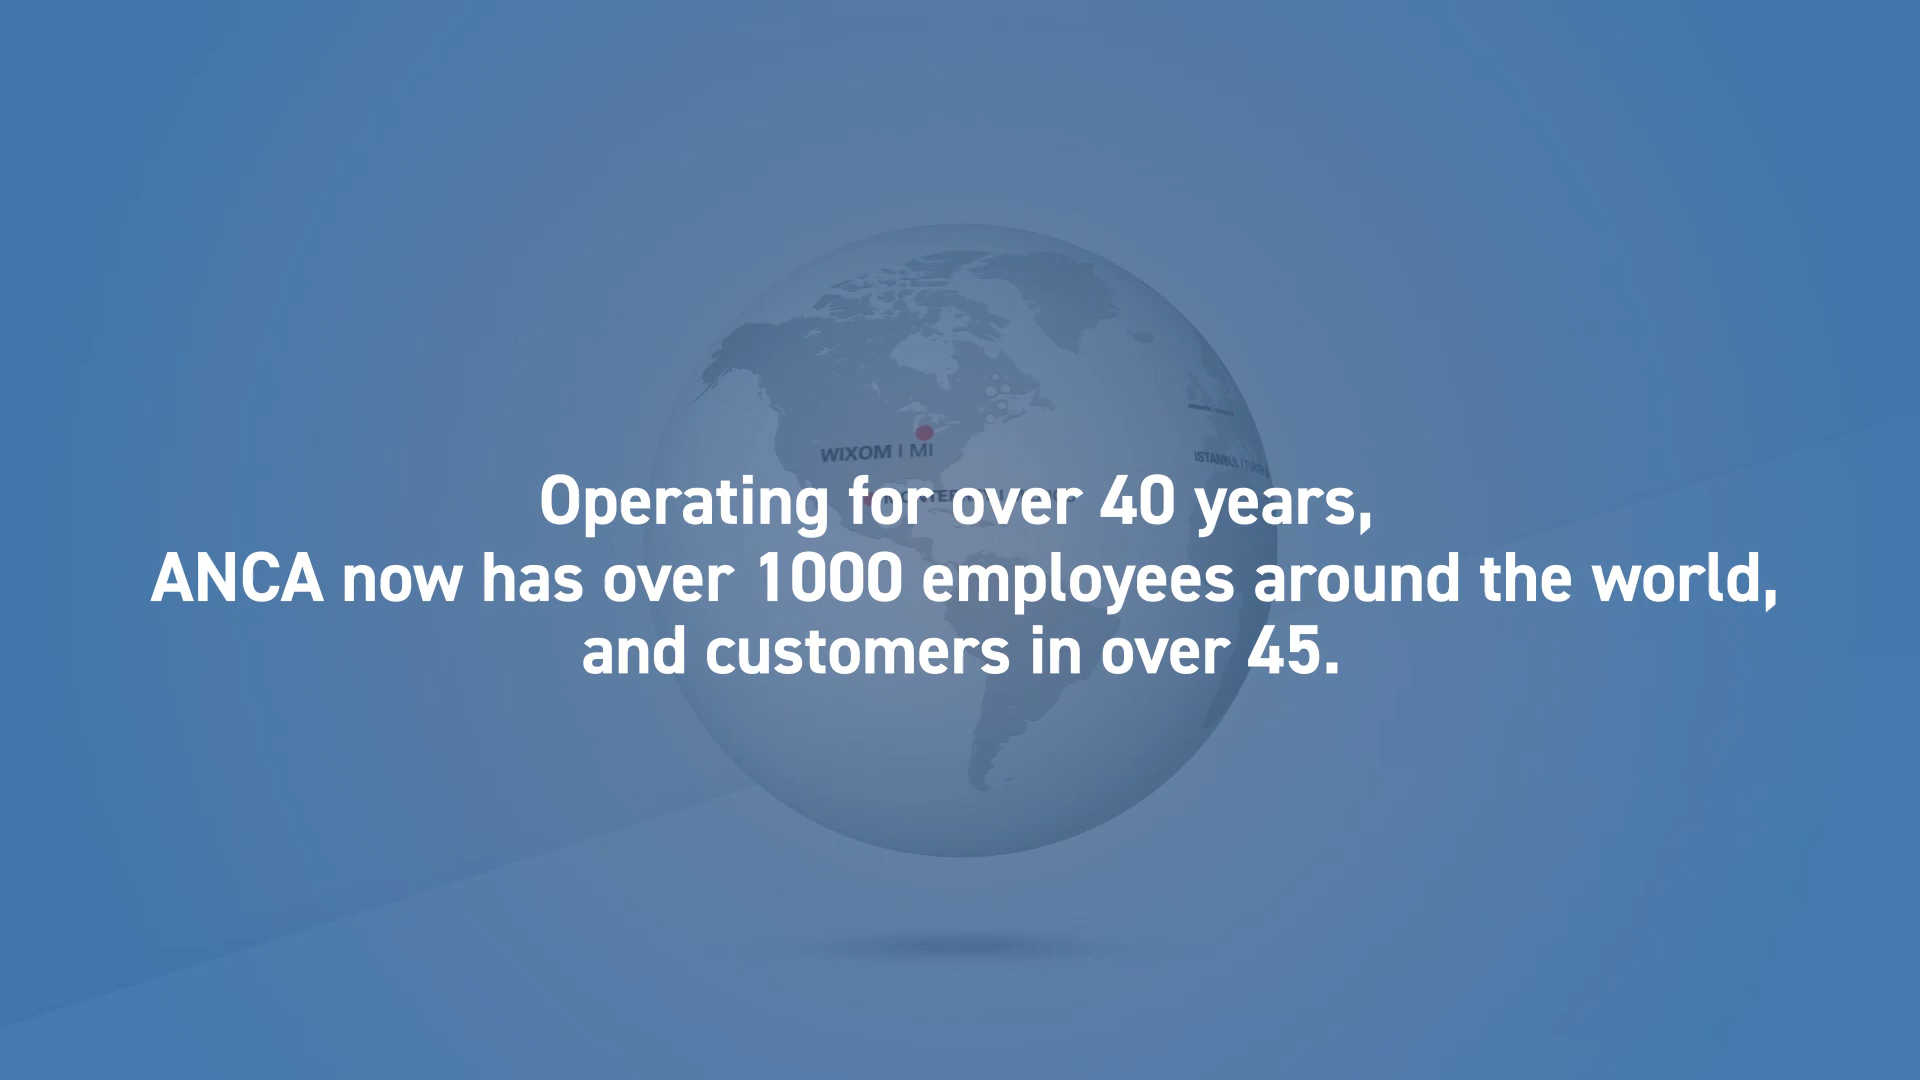 WIXOM | MI
ISTANBUL |
Operating for over 40 years,
ANCA now has over 1000 employees around the world,
and customers in over 45.